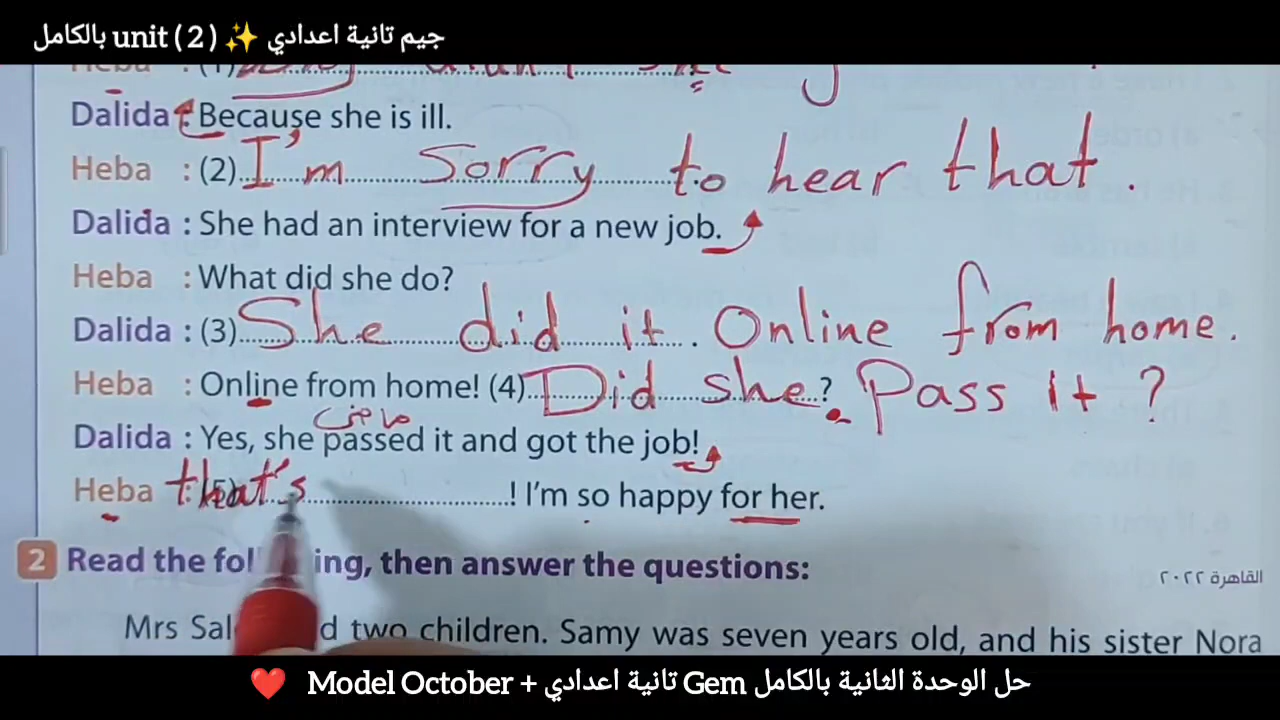 جيم تانية اعدادي ✨ unit ( 2 ) بالكامل
Heba : (1)
Dalida : Because she is ill.
Heba : (2) I'm sorry to hear that.
Dalida : She had an interview for a new job.
Heba : What did she do?
Dalida : (3) She did it. Online from home.
Heba : Online from home! (4) Did she? Pass it?
ماضى
Dalida : Yes, she passed it and got the job!
Heba : (5) that's ! I'm so happy for her.
2 Read the following, then answer the questions:
القاهرة ٢٠٢٢
Mrs two children. Samy was seven years old, and his sister Nora
حل الوحدة الثانية بالكامل Gem تانية اعدادي + Model October ❤️